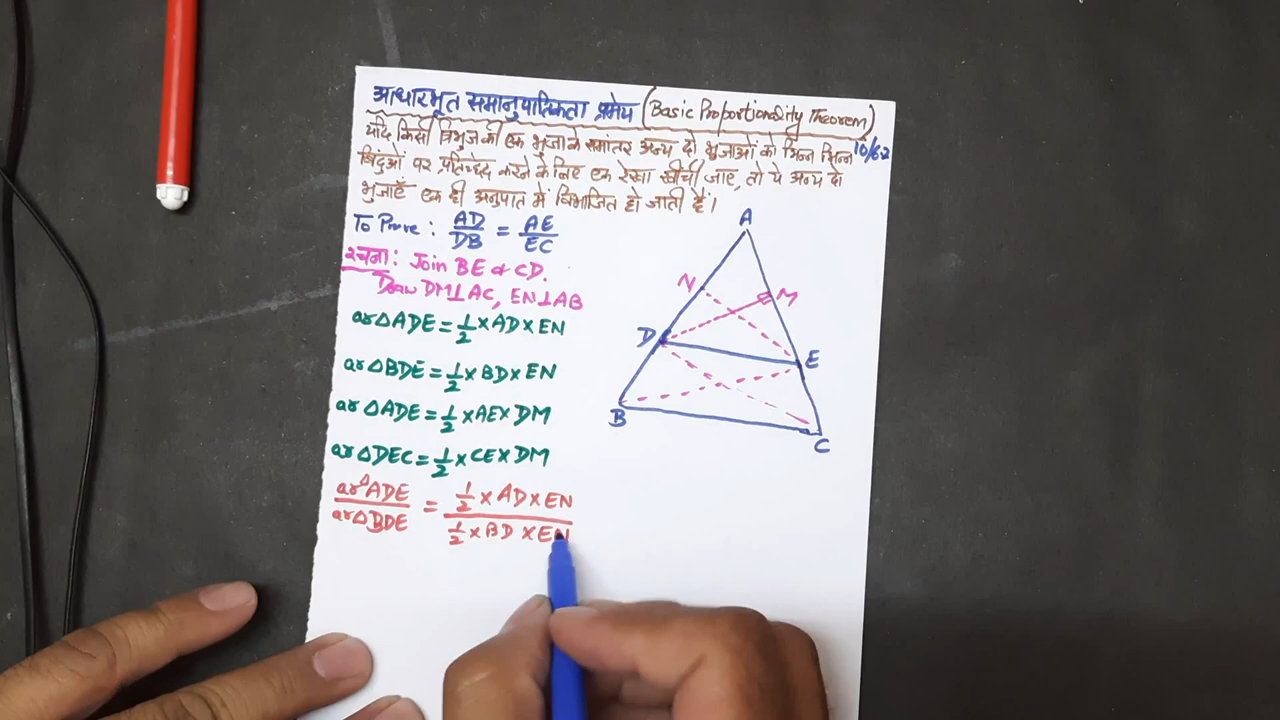 आधारभूत समानुपातिकता प्रमेय (Basic Proportionality Theorem)
यदि किसी त्रिभुज की एक भुजा के समांतर अन्य दो भुजाओं को भिन्न भिन्न 10/6.2
बिंदुओं पर प्रतिच्छेद करने के लिए एक रेखा खींची जाए, तो ये अन्य दो
भुजाएँ एक ही अनुपात में विभाजित हो जाती हैं।
To Prove: AD/DB = AE/EC
रचना: Join BE & CD.
Draw DM⊥AC, EN⊥AB
ar△ADE = 1/2 × AD × EN
ar△BDE = 1/2 × BD × EN
ar△ADE = 1/2 × AE × DM
ar△DEC = 1/2 × CE × DM
ar△ADE/ar△BDE = 1/2 × AD × EN / 1/2 × BD × EN
A
N
M
D
E
B
C